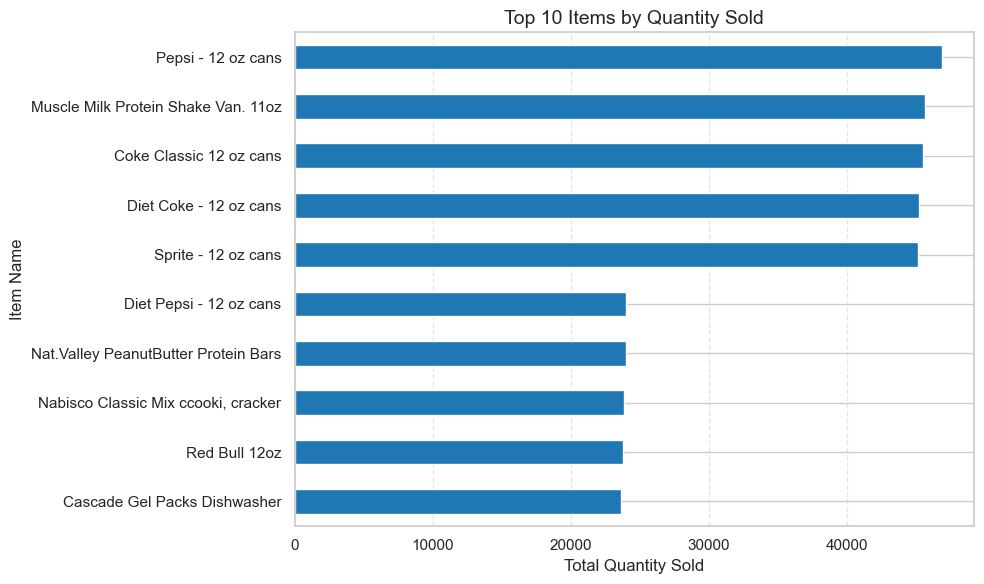 Top 10 Items by Quantity Sold
Pepsi - 12 oz cans
Muscle Milk Protein Shake Van. 11oz
Coke Classic 12 oz cans
Diet Coke - 12 oz cans
Sprite - 12 oz cans
Diet Pepsi - 12 oz cans
Nat.Valley PeanutButter Protein Bars
Nabisco Classic Mix ccooki, cracker
Red Bull 12oz
Cascade Gel Packs Dishwasher
Item Name
0 10000 20000 30000 40000
Total Quantity Sold